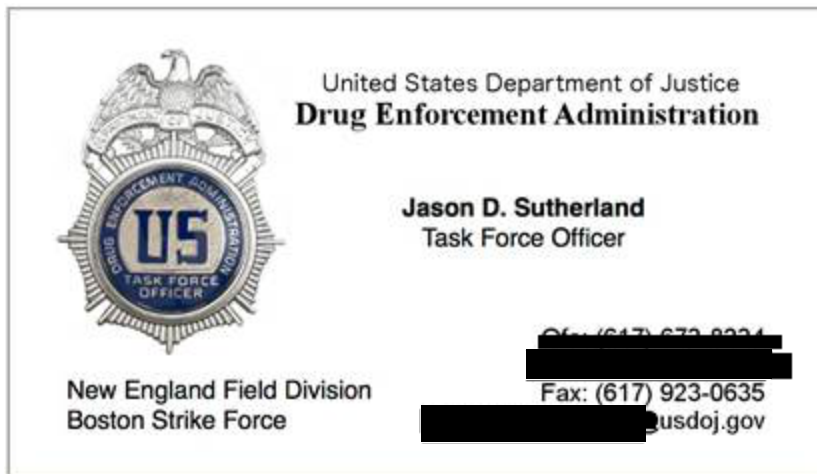 United States Department of Justice
Drug Enforcement Administration
DRUG ENFORCEMENT ADMINISTRATION
US
TASK FORCE
OFFICER
Jason D. Sutherland
Task Force Officer
New England Field Division
Boston Strike Force
Fax: (617) 923-0635
usdoj.gov